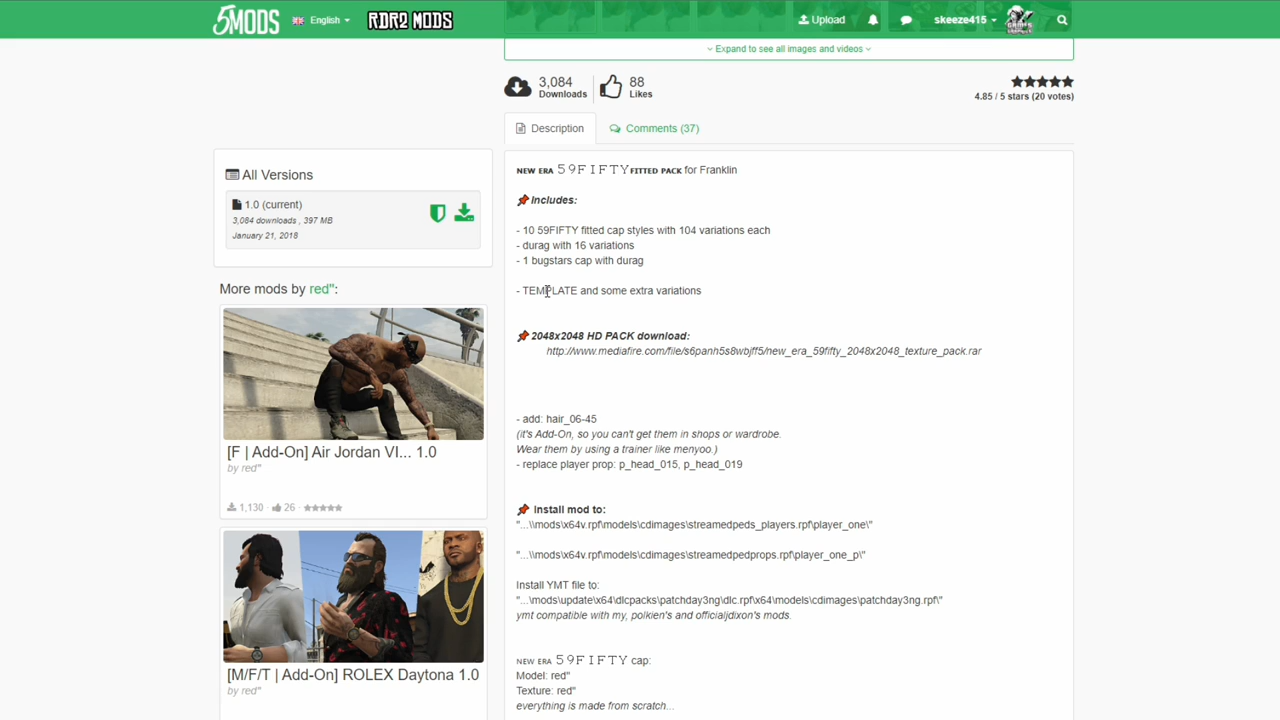 5MODS
English
RDR2 MODS
Upload
skeeze415
Expand to see all images and videos
3,084
Downloads
88
Likes
4.85 / 5 stars (20 votes)
Description
Comments (37)
All Versions
1.0 (current)
3,084 downloads , 397 MB
January 21, 2018
More mods by red":
[F | Add-On] Air Jordan VI... 1.0
by red"
1,130
26
[M/F/T | Add-On] ROLEX Daytona 1.0
by red"
ɴᴇᴡ ᴇʀᴀ 𝟻𝟿𝙵𝙸𝙵𝚃𝚈 ғɪᴛᴛᴇᴅ ᴘᴀᴄᴋ for Franklin
📌 Includes:
- 10 59FIFTY fitted cap styles with 104 variations each
- durag with 16 variations
- 1 bugstars cap with durag
- TEMPLATE and some extra variations
📌 2048x2048 HD PACK download:
http://www.mediafire.com/file/s6panh5s8wbjff5/new_era_59fifty_2048x2048_texture_pack.rar
- add: hair_06-45
(it's Add-On, so you can't get them in shops or wardrobe.
Wear them by using a trainer like menyoo.)
- replace player prop: p_head_015, p_head_019
📌 Install mod to:
"...\\mods\x64v.rpf\models\cdimages\streamedpeds_players.rpf\player_one\"
"...\\mods\x64v.rpf\models\cdimages\streamedpedprops.rpf\player_one_p\"
Install YMT file to:
"...\mods\update\x64\dlcpacks\patchday3ng\dlc.rpf\x64\models\cdimages\patchday3ng.rpf\"
ymt compatible with my, polkien's and officialjdixon's mods.
ɴᴇᴡ ᴇʀᴀ 𝟻𝟿𝙵𝙸𝙵𝚃𝚈 cap:
Model: red"
Texture: red"
everything is made from scratch...